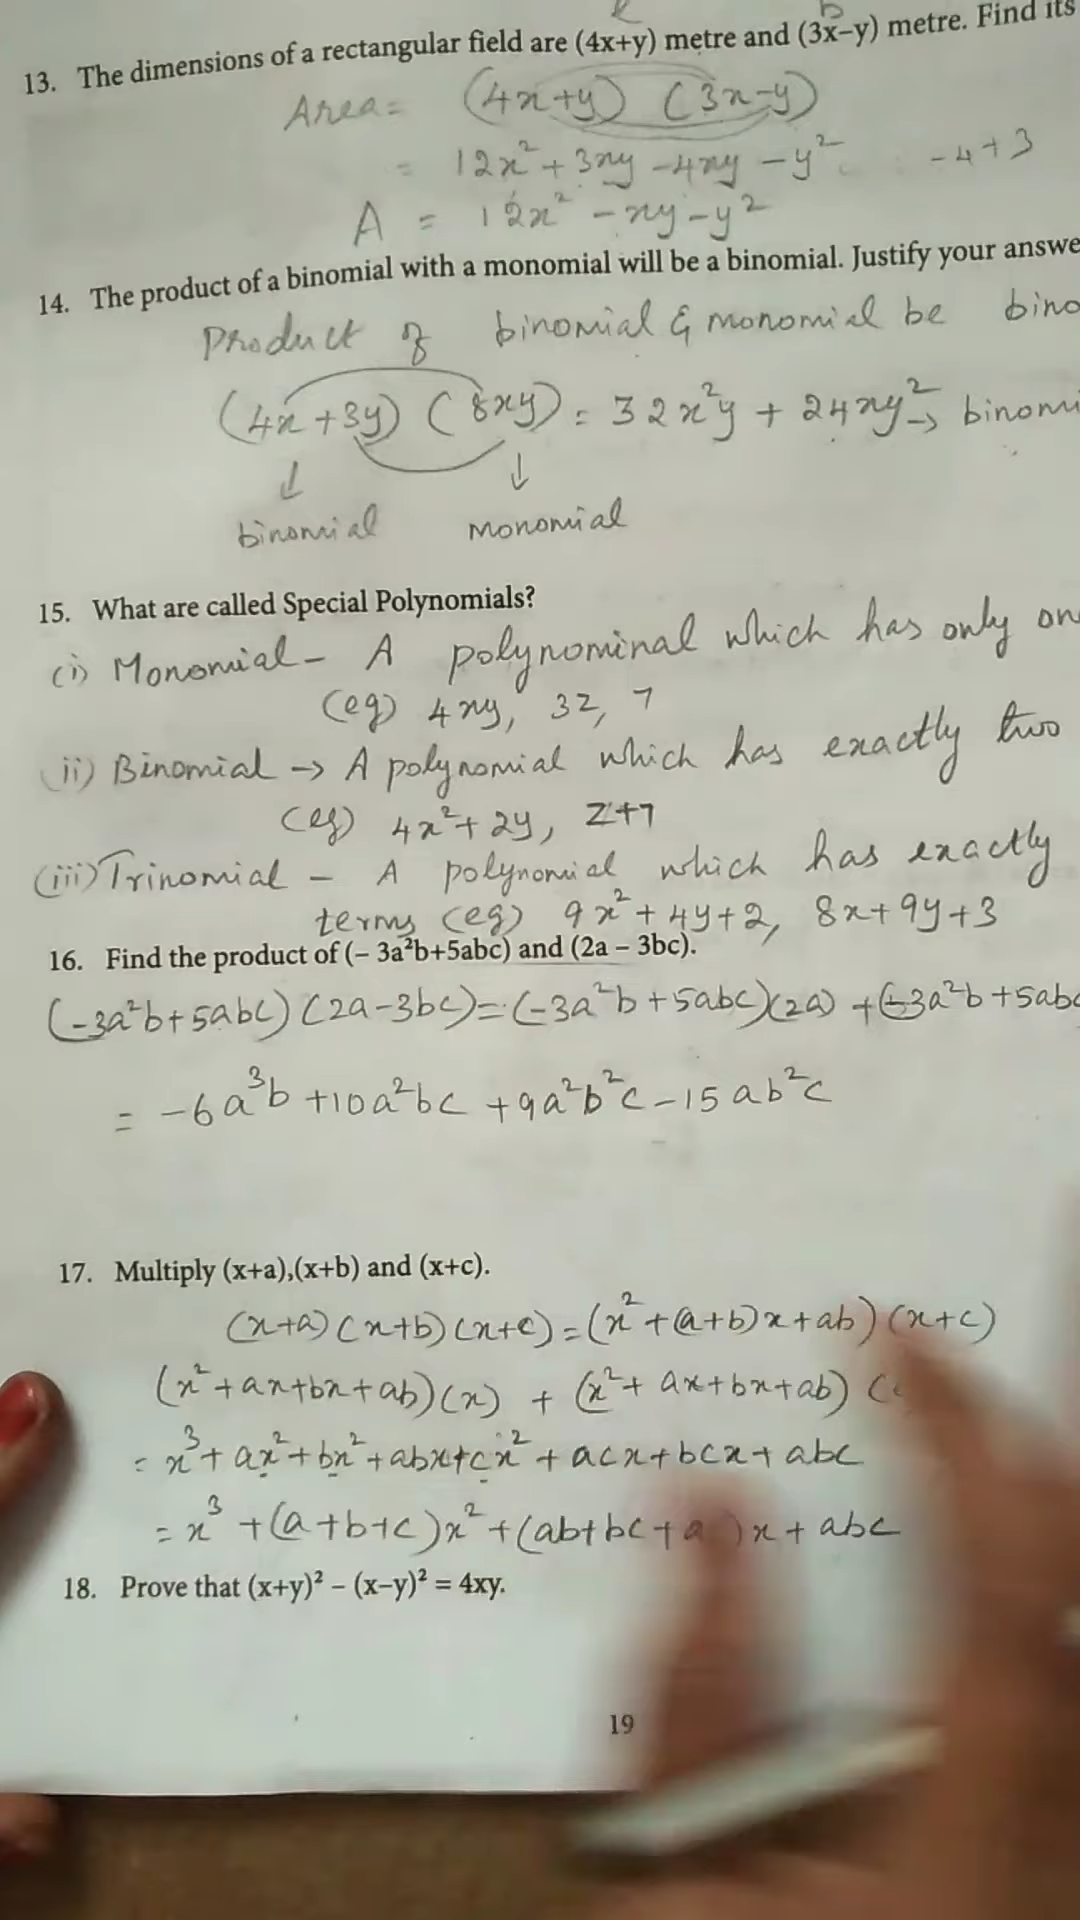 l b
13. The dimensions of a rectangular field are (4x+y) metre and (3x–y) metre. Find its
Area = (4x+y) (3x-y)
= 12x² + 3xy - 4xy - y² -4+3
A = 12x² - xy - y²
14. The product of a binomial with a monomial will be a binomial. Justify your answe
Product of binomial & monomial be bino
(4x+3y) (8xy) = 32x²y + 24xy² → binomi
↓ ↓
binomial monomial
15. What are called Special Polynomials?
(i) Monomial - A polynominal which has only on
(eg) 4xy, 3z, 7
ii) Binomial → A polynomial which has exactly two
(eg) 4x²+2y, z+7
(iii) Trinomial - A polynomial which has exactly
terms (eg) 9x²+4y+2, 8x+9y+3
16. Find the product of (– 3a²b+5abc) and (2a – 3bc).
(-3a²b+5abc) (2a-3bc) = (-3a²b+5abc)(2a) + (-3a²b+5abc
= -6a³b +10a²bc +9a²b²c -15ab²c
17. Multiply (x+a),(x+b) and (x+c).
(x+a) (x+b) (x+c) = (x²+(a+b)x+ab) (x+c)
(x²+ax+bx+ab)(x) + (x²+ax+bx+ab) (
= x³+ax²+bx²+abx+cx²+acx+bcx+abc
= x³+(a+b+c)x²+(ab+bc+a )x+abc
18. Prove that (x+y)² – (x–y)² = 4xy.
19